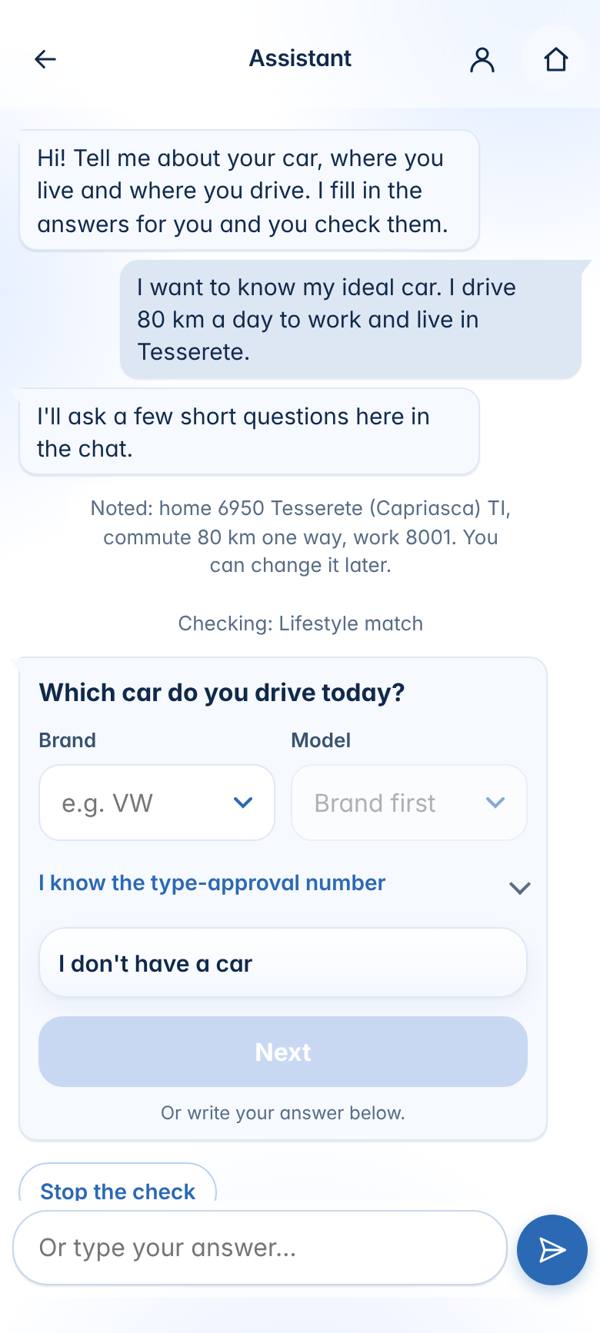 Assistant
Hi! Tell me about your car, where you
live and where you drive. I fill in the
answers for you and you check them.
I want to know my ideal car. I drive
80 km a day to work and live in
Tesserete.
I'll ask a few short questions here in
the chat.
Noted: home 6950 Tesserete (Capriasca) TI,
commute 80 km one way, work 8001. You
can change it later.
Checking: Lifestyle match
Which car do you drive today?
Brand Model
e.g. VW Brand first
I know the type-approval number
I don't have a car
Next
Or write your answer below.
Stop the check
Or type your answer...